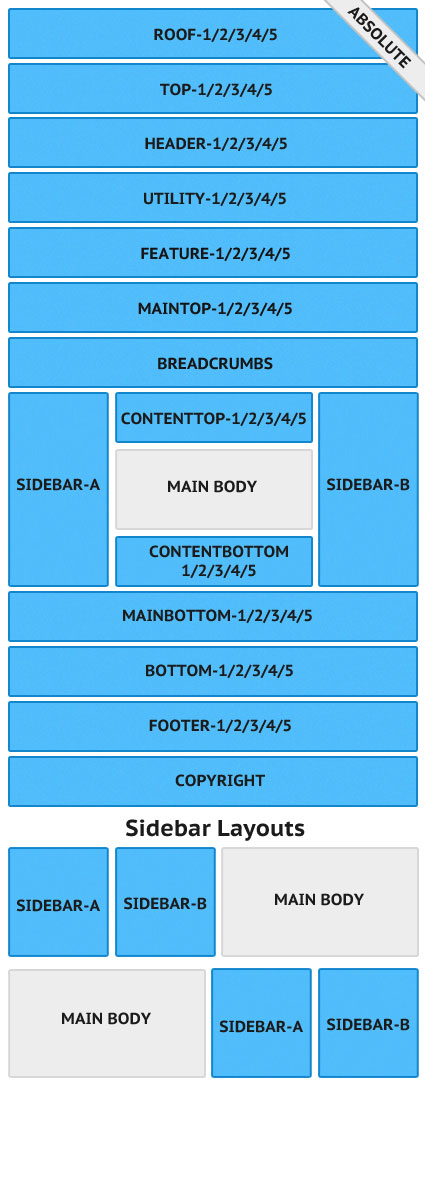 ABSOLUTE
ROOF-1/2/3/4/5
TOP-1/2/3/4/5
HEADER-1/2/3/4/5
UTILITY-1/2/3/4/5
FEATURE-1/2/3/4/5
MAINTOP-1/2/3/4/5
BREADCRUMBS
SIDEBAR-A
CONTENTTOP-1/2/3/4/5
MAIN BODY
CONTENTBOTTOM
1/2/3/4/5
SIDEBAR-B
MAINBOTTOM-1/2/3/4/5
BOTTOM-1/2/3/4/5
FOOTER-1/2/3/4/5
COPYRIGHT
Sidebar Layouts
SIDEBAR-A
SIDEBAR-B
MAIN BODY
MAIN BODY
SIDEBAR-A
SIDEBAR-B